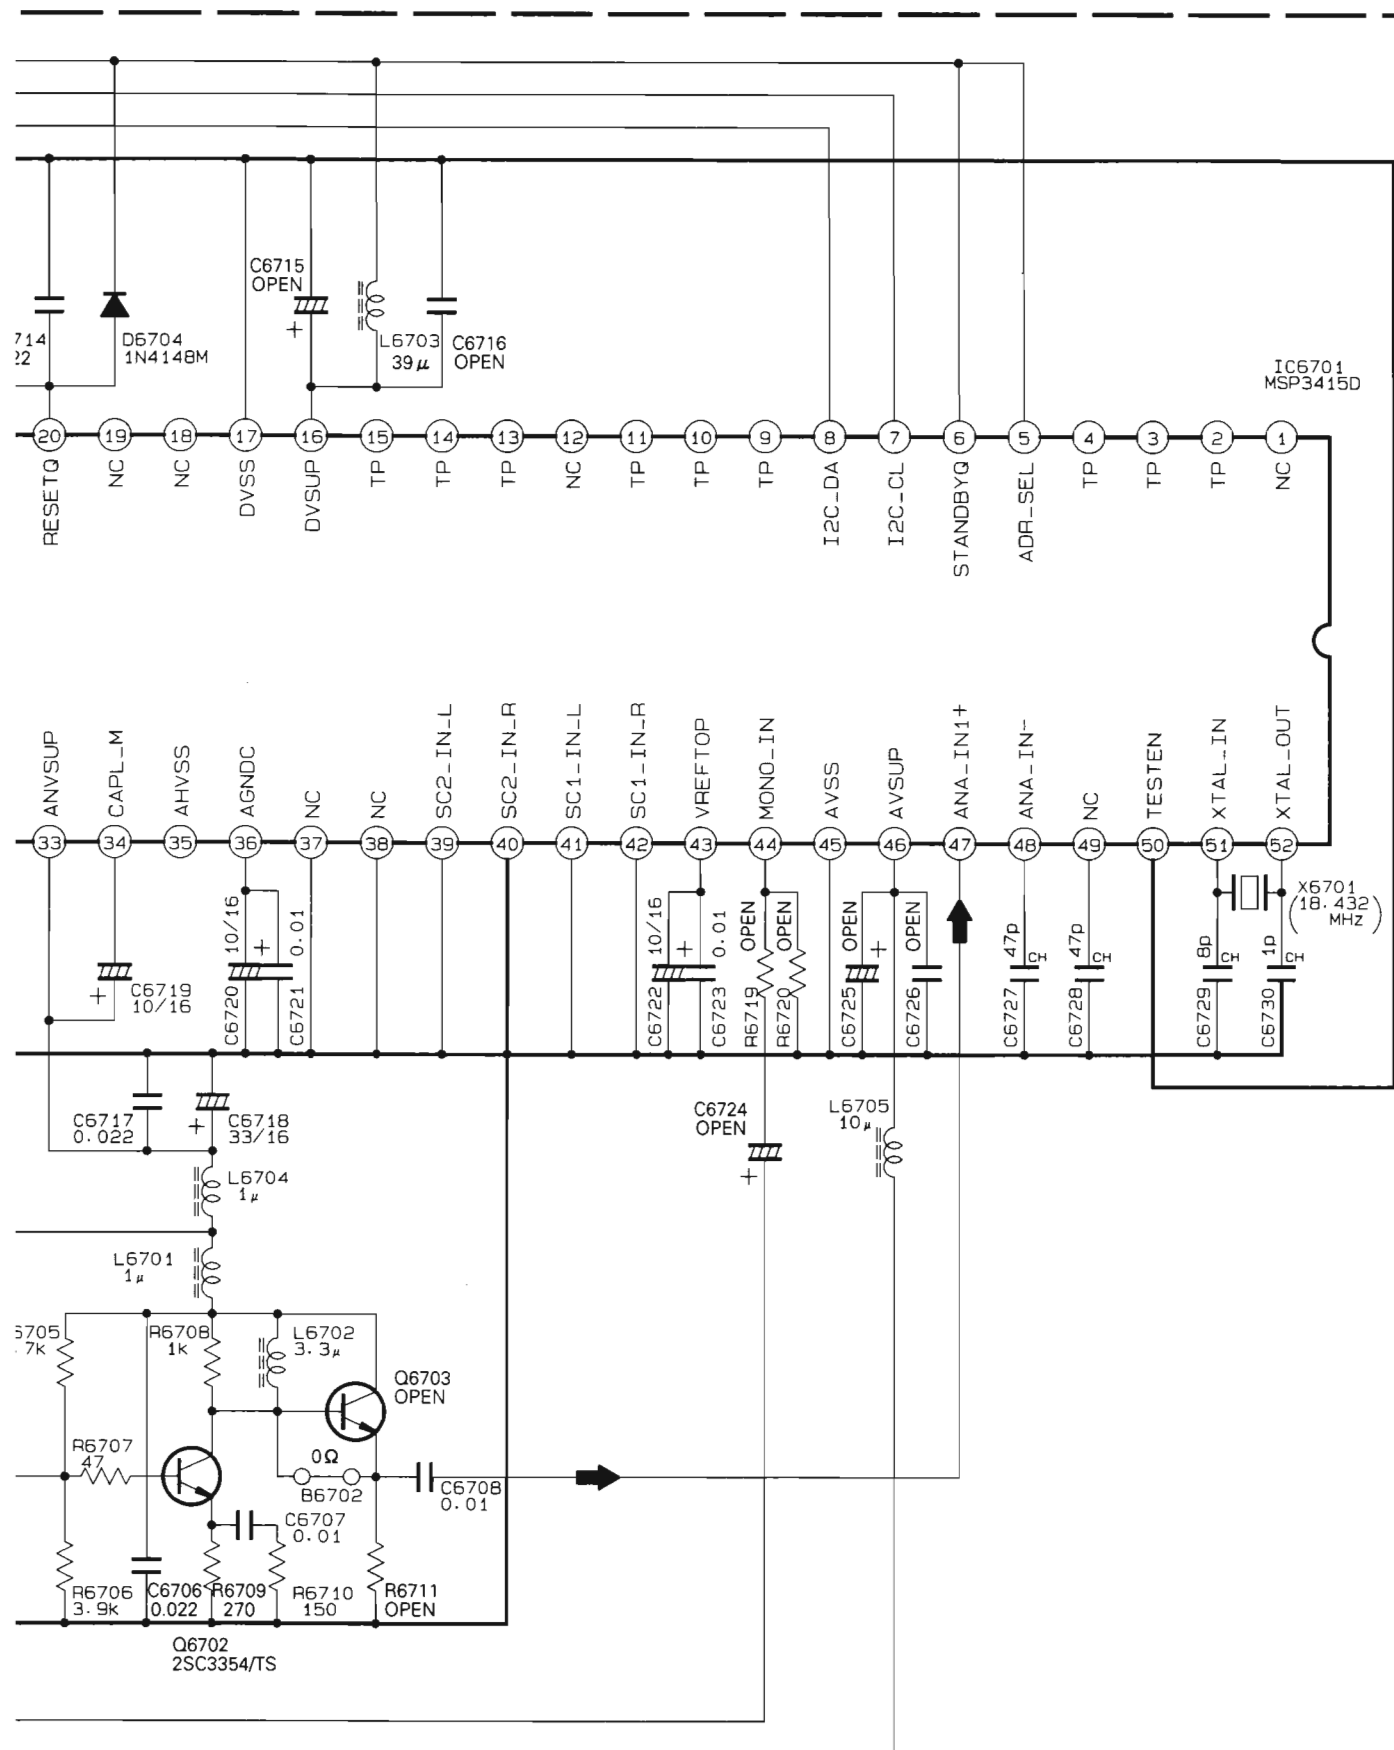 C6715
OPEN
714
22
D6704
1N4148M
+
L6703
39μ
C6716
OPEN
IC6701
MSP3415D
20 19 18 17 16 15 14 13 12 11 10 9 8 7 6 5 4 3 2 1
RESETQ
NC
NC
DVSS
DVSUP
TP
TP
TP
NC
TP
TP
TP
I2C_DA
I2C_CL
STANDBYQ
ADR_SEL
TP
TP
TP
NC
ANVSUP
CAPL_M
AHVSS
AGNDC
NC
NC
SC2_IN_L
SC2_IN_R
SC1_IN_L
SC1_IN_R
VREFTOP
MONO_IN
AVSS
AVSUP
ANA_IN1+
ANA_IN-
NC
TESTEN
XTAL_IN
XTAL_OUT
33 34 35 36 37 38 39 40 41 42 43 44 45 46 47 48 49 50 51 52
+
C6719
10/16
C6720
10/16
+
C6721
0.01
C6722
10/16
+
C6723
0.01
R6719
OPEN
R6720
OPEN
C6725
OPEN
+
C6726
OPEN
C6727
47p
CH
C6728
47p
CH
C6729
8p
CH
C6730
1p
CH
X6701
(18.432
MHz)
C6717
0.022
+
C6718
33/16
C6724
OPEN
+
L6705
10μ
L6704
1μ
L6701
1μ
6705
.7K
R6708
1K
L6702
3.3μ
Q6703
OPEN
R6707
47
0Ω
B6702
C6708
0.01
C6707
0.01
R6706
3.9K
C6706
0.022
R6709
270
R6710
150
R6711
OPEN
Q6702
2SC3354/TS